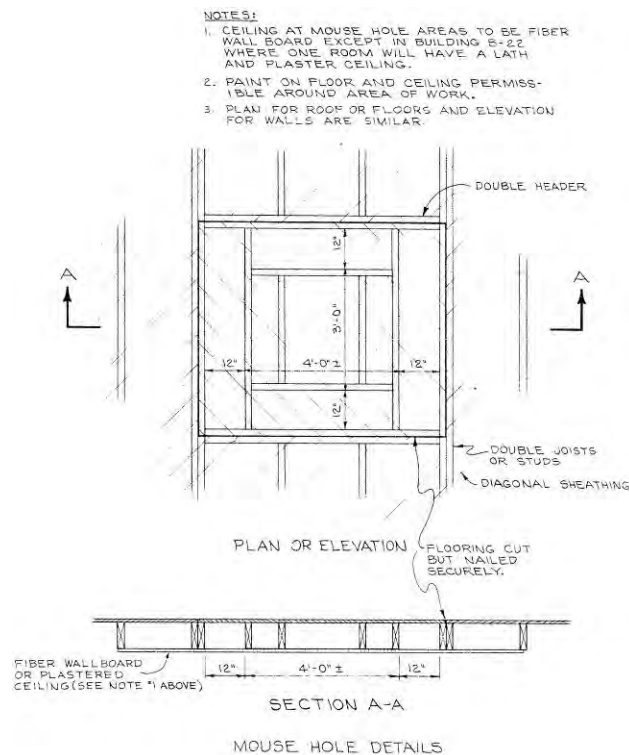 NOTES:
1. CEILING AT MOUSE HOLE AREAS TO BE FIBER
WALL BOARD EXCEPT IN BUILDING B-22
WHERE ONE ROOM WILL HAVE A LATH
AND PLASTER CEILING.
2. PAINT ON FLOOR AND CEILING PERMISS-
IBLE AROUND AREA OF WORK.
3. PLAN FOR ROOF OR FLOORS AND ELEVATION
FOR WALLS ARE SIMILAR.
DOUBLE HEADER
12"
A
A
3'-0"
12"
4'-0" ±
12"
12"
DOUBLE JOISTS
OR STUDS
DIAGONAL SHEATHING
PLAN OR ELEVATION
FLOORING CUT
BUT NAILED
SECURELY.
FIBER WALLBOARD
OR PLASTERED
CEILING (SEE NOTE #1 ABOVE)
12"
4'-0" ±
12"
SECTION A-A
MOUSE HOLE DETAILS